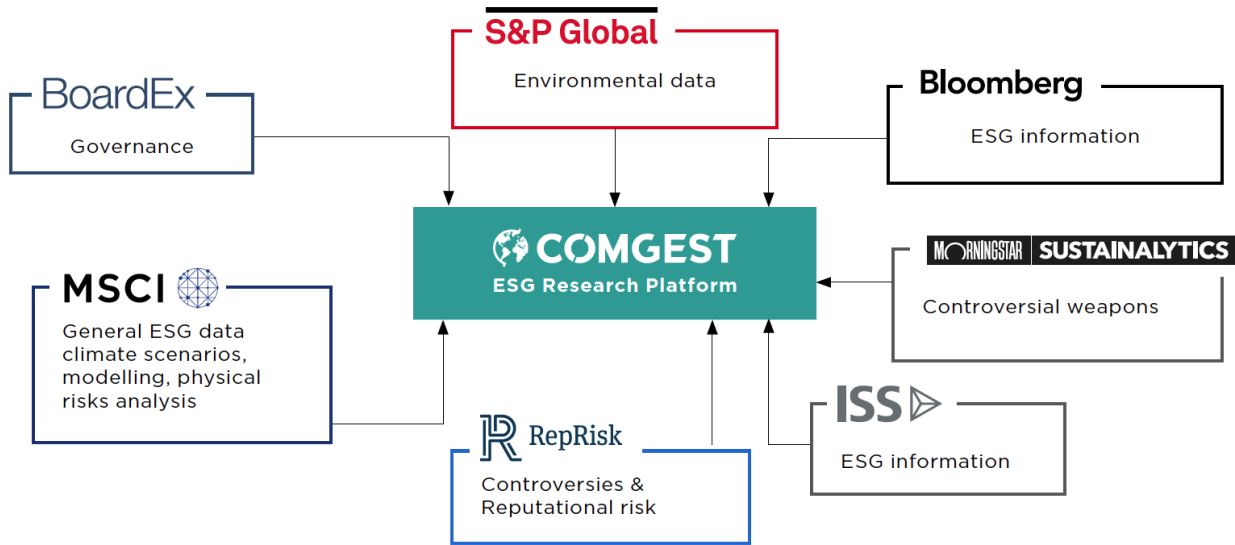 S&P Global
Environmental data
BoardEx
Governance
Bloomberg
ESG information
COMGEST
ESG Research Platform
MORNINGSTAR | SUSTAINALYTICS
Controversial weapons
MSCI
General ESG data
climate scenarios,
modelling, physical
risks analysis
ISS
ESG information
R RepRisk
Controversies &
Reputational risk